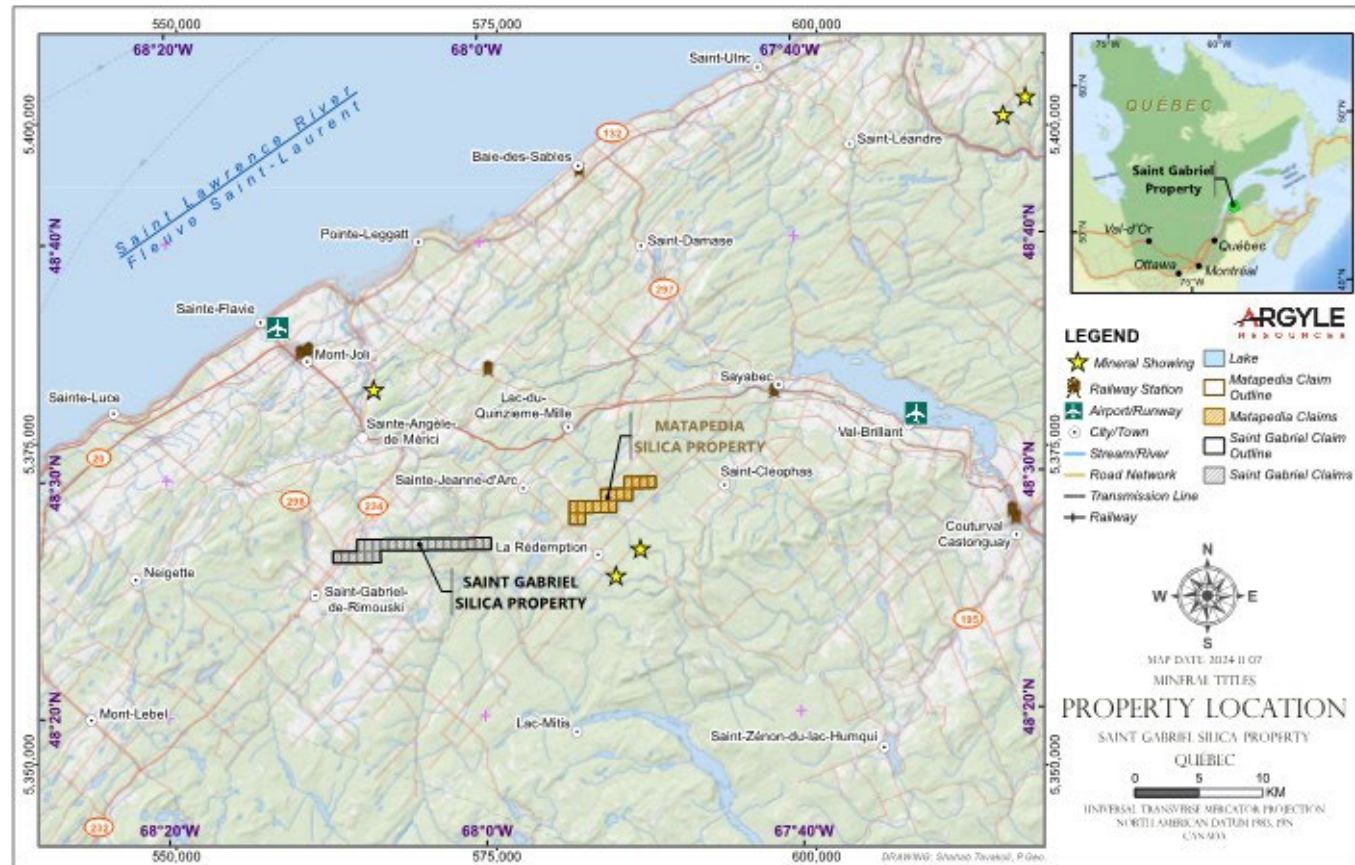 550,000
575,000
600,000
68°20'W
68°0'W
67°40'W
5,400,000
48°40'N
5,375,000
48°30'N
48°20'N
5,350,000
5,400,000
48°40'N
5,375,000
48°30'N
48°20'N
5,350,000
Saint Lawrence River
Fleuve Saint-Laurent
Saint-Ulric
132
Saint-Léandre
Baie-des-Sables
Pointe-Leggatt
Saint-Damase
297
Sainte-Flavie
Mont-Joli
Sainte-Luce
Sayabec
Lac-du-
Quinzieme-Mille
MATAPEDIA
SILICA PROPERTY
Val-Brillant
Sainte-Angèle-
de-Mérici
20
Saint-Cleophas
Sainte-Jeanne-d'Arc
298
234
Couturval
Castonguay
La Rédemption
Neigette
SAINT GABRIEL
SILICA PROPERTY
Saint-Gabriel-
de-Rimouski
195
Mont-Lebel
Lac-Mitis
Saint-Zénon-du-lac-Humqui
232
68°20'W
68°0'W
67°40'W
550,000
575,000
600,000
DRAWING: Shahab Tavakoli, P.Geo.
75°W
60°W
QUÉBEC
Saint Gabriel
Property
Val-d'Or
Québec
Ottawa
Montréal
75°W
ARGYLE
RESOURCES
LEGEND
Mineral Showing
Railway Station
Airport/Runway
City/Town
Stream/River
Road Network
Transmission Line
Railway
Lake
Matapedia Claim
Outline
Matapedia Claims
Saint Gabriel Claim
Outline
Saint Gabriel Claims
N
W
E
S
MAP DATE 2024 11 07
MINERAL TITLES
PROPERTY LOCATION
SAINT GABRIEL SILICA PROPERTY
QUÉBEC
0 5 10
KM
UNIVERSAL TRANSVERSE MERCATOR PROJECTION
NORTH AMERICAN DATUM 1983, 19N
CANADA